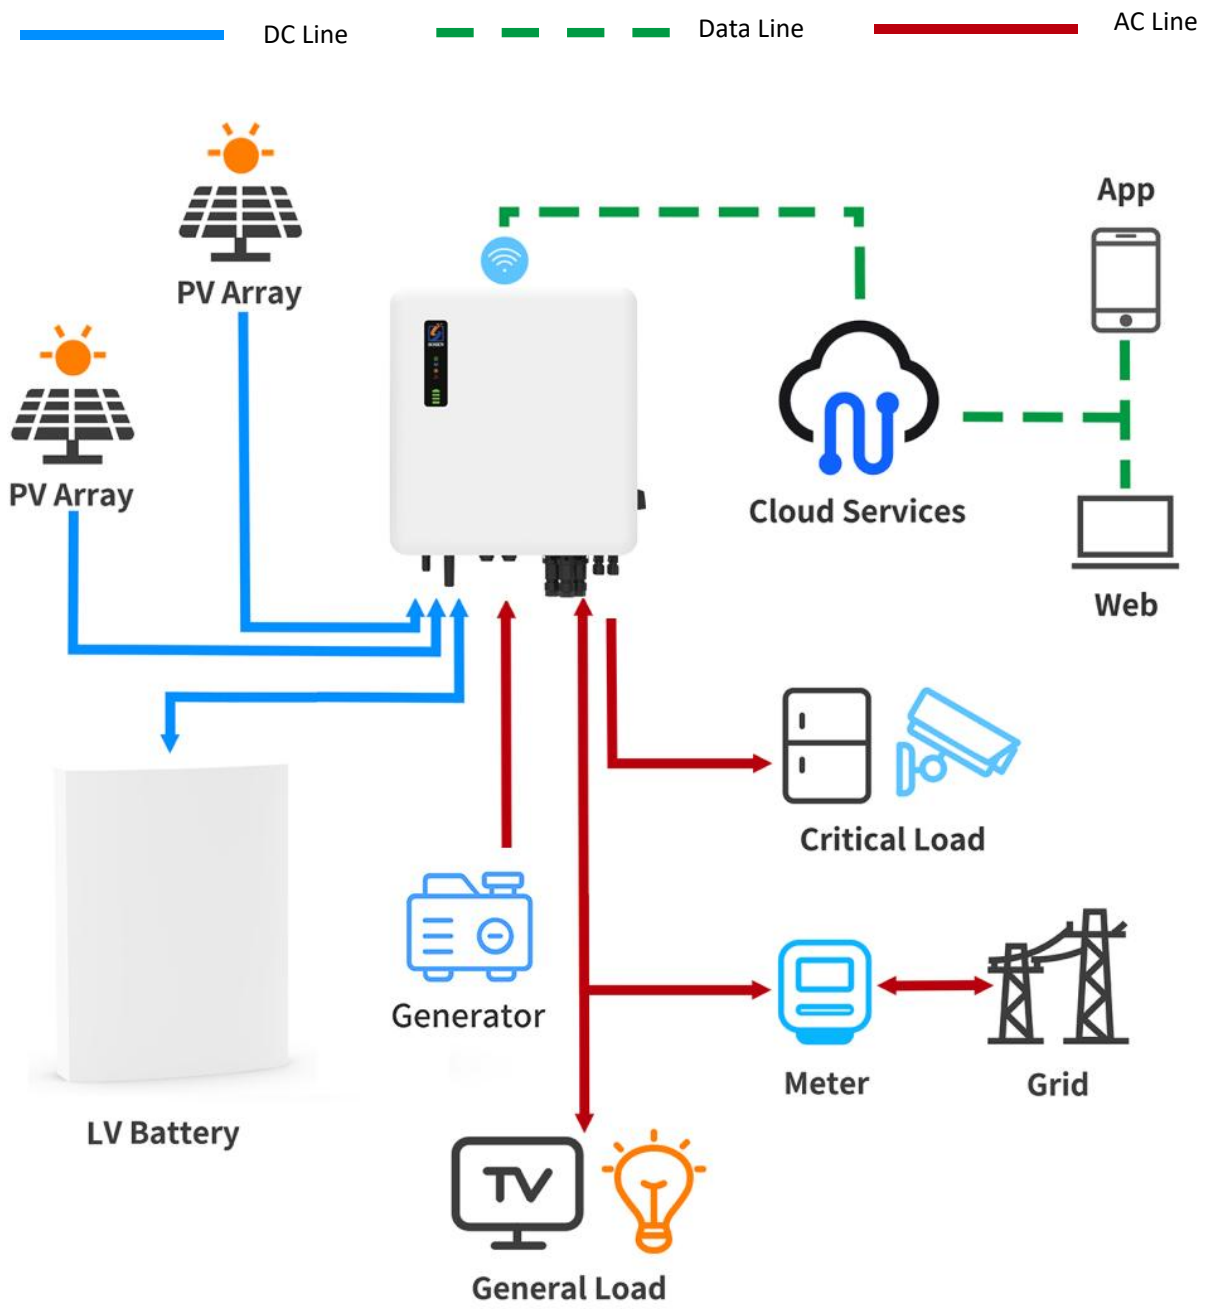 DC Line
Data Line
AC Line
App
PV Array
PV Array
Cloud Services
Web
Critical Load
Generator
Meter
Grid
LV Battery
TV
General Load